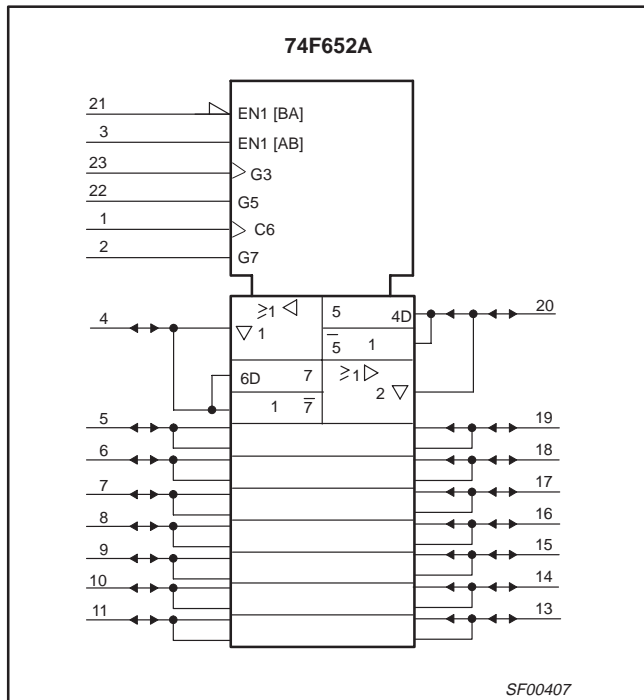 74F652A
21 EN1 [BA]
3 EN1 [AB]
23 G3
22 G5
1 C6
2 G7
4 ≥1 5 4D 20
1 5̅ 1
6D 7 ≥1
1 7̅ 2
5 19
6 18
7 17
8 16
9 15
10 14
11 13
SF00407